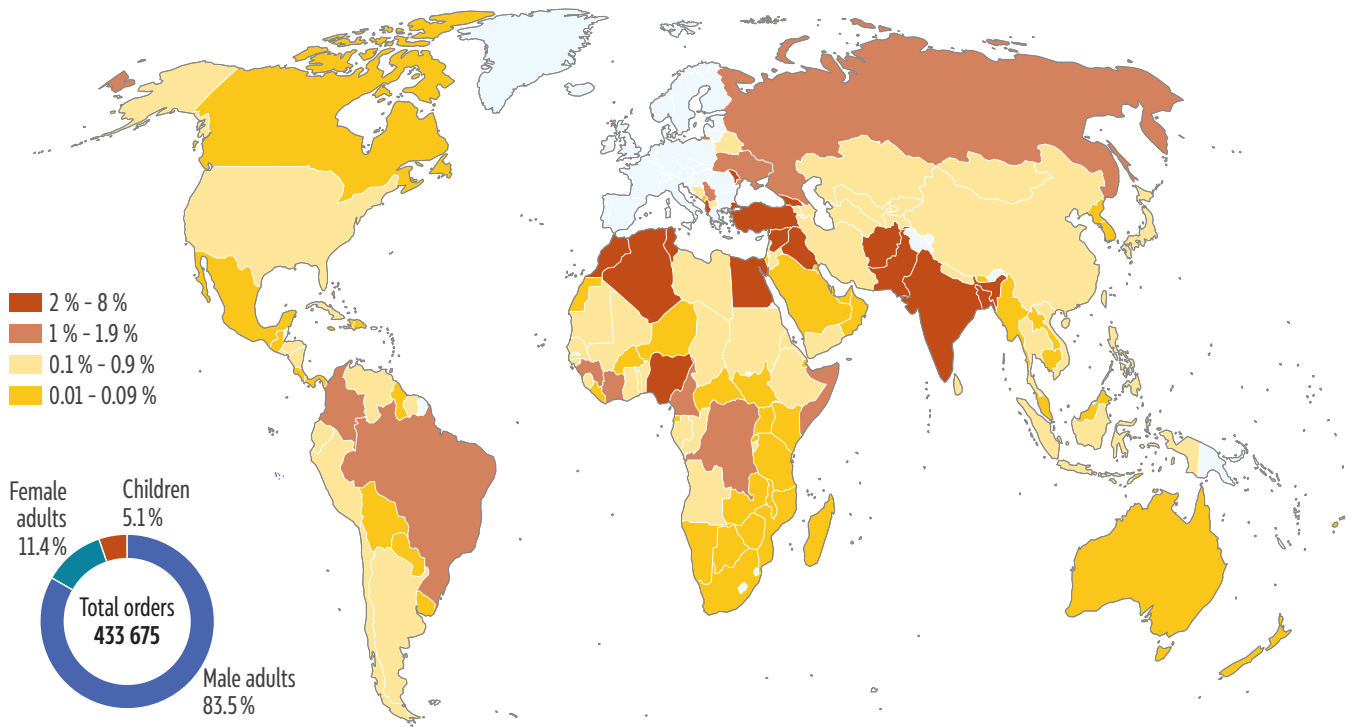 2 % – 8 %
1 % – 1.9 %
0.1 % – 0.9 %
0.01 – 0.09 %
Female
adults
11.4 %
Children
5.1 %
Total orders
433 675
Male adults
83.5 %